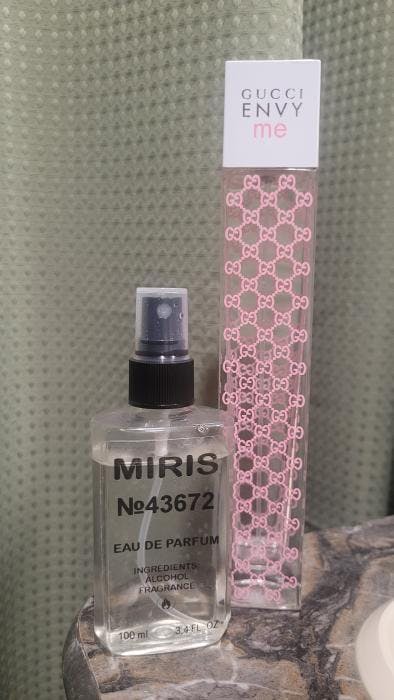 GUCCI
ENVY
me
MIRIS
№43672
EAU DE PARFUM
INGREDIENTS
ALCOHOL
FRAGRANCE
100 ml 3.4 FL. OZ